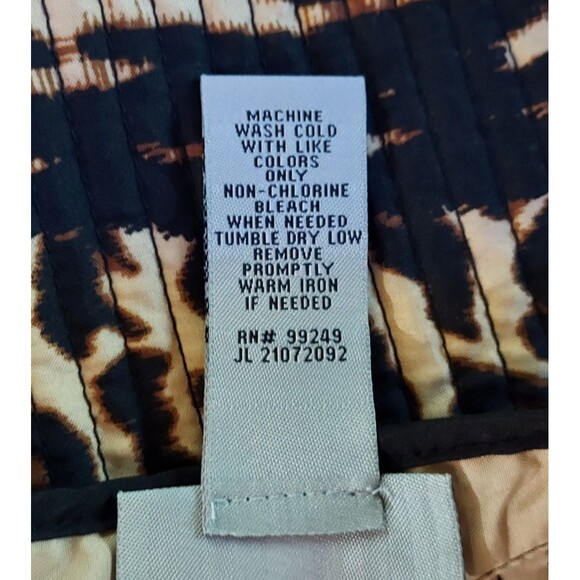 MACHINE
WASH COLD
WITH LIKE
COLORS
ONLY
NON-CHLORINE
BLEACH
WHEN NEEDED
TUMBLE DRY LOW
REMOVE
PROMPTLY
WARM IRON
IF NEEDED
RN# 99249
JL 21072092